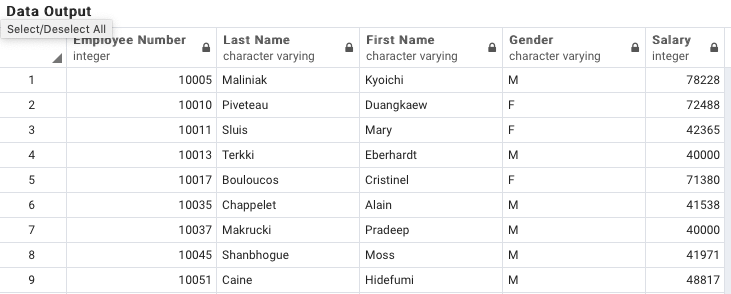 Data Output
Select/Deselect All
Employee Number Last Name First Name Gender Salary
integer character varying character varying character varying integer
1 10005 Maliniak Kyoichi M 78228
2 10010 Piveteau Duangkaew F 72488
3 10011 Sluis Mary F 42365
4 10013 Terkki Eberhardt M 40000
5 10017 Bouloucos Cristinel F 71380
6 10035 Chappelet Alain M 41538
7 10037 Makrucki Pradeep M 40000
8 10045 Shanbhogue Moss M 41971
9 10051 Caine Hidefumi M 48817